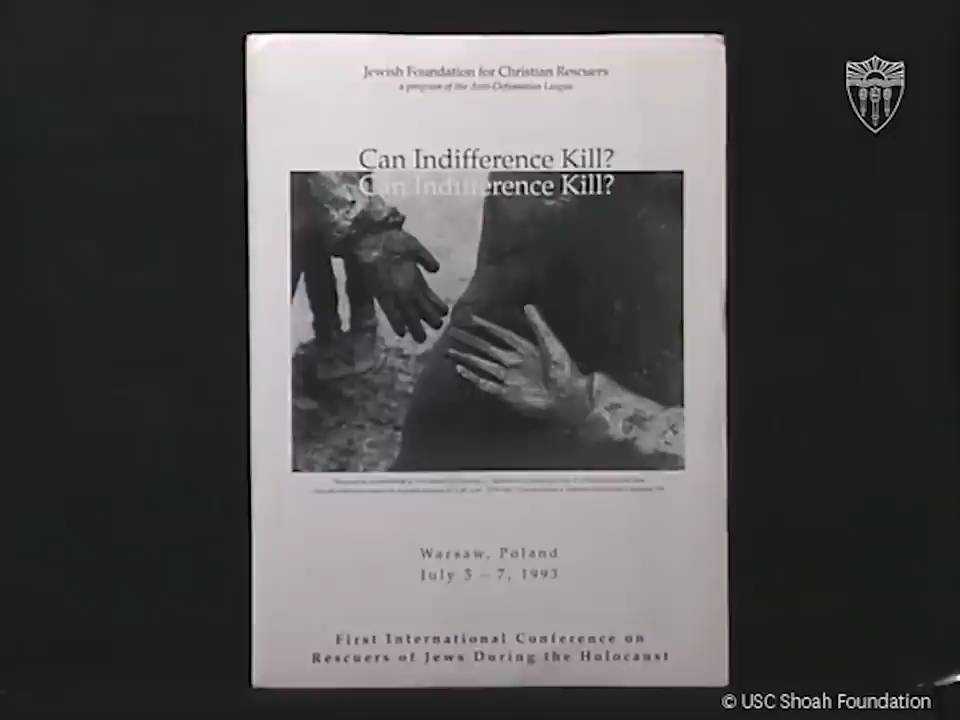 Jewish Foundation for Christian Rescuers
a program of the Anti-Defamation League
Can Indifference Kill?
Can Indifference Kill?
Warsaw, Poland
July 5 – 7, 1993
First International Conference on
Rescuers of Jews During the Holocaust
© USC Shoah Foundation